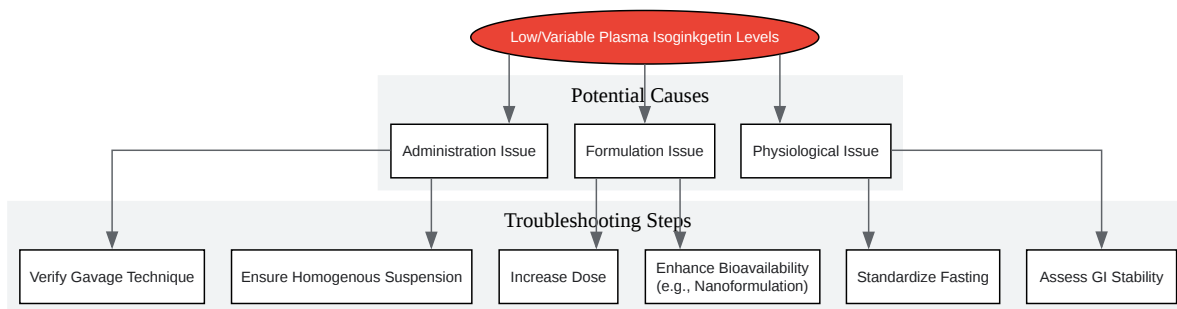 Low/Variable Plasma Isoginkgetin Levels
Potential Causes
Administration Issue
Formulation Issue
Physiological Issue
Troubleshooting Steps
Verify Gavage Technique
Ensure Homogenous Suspension
Increase Dose
Enhance Bioavailability
(e.g., Nanoformulation)
Standardize Fasting
Assess GI Stability